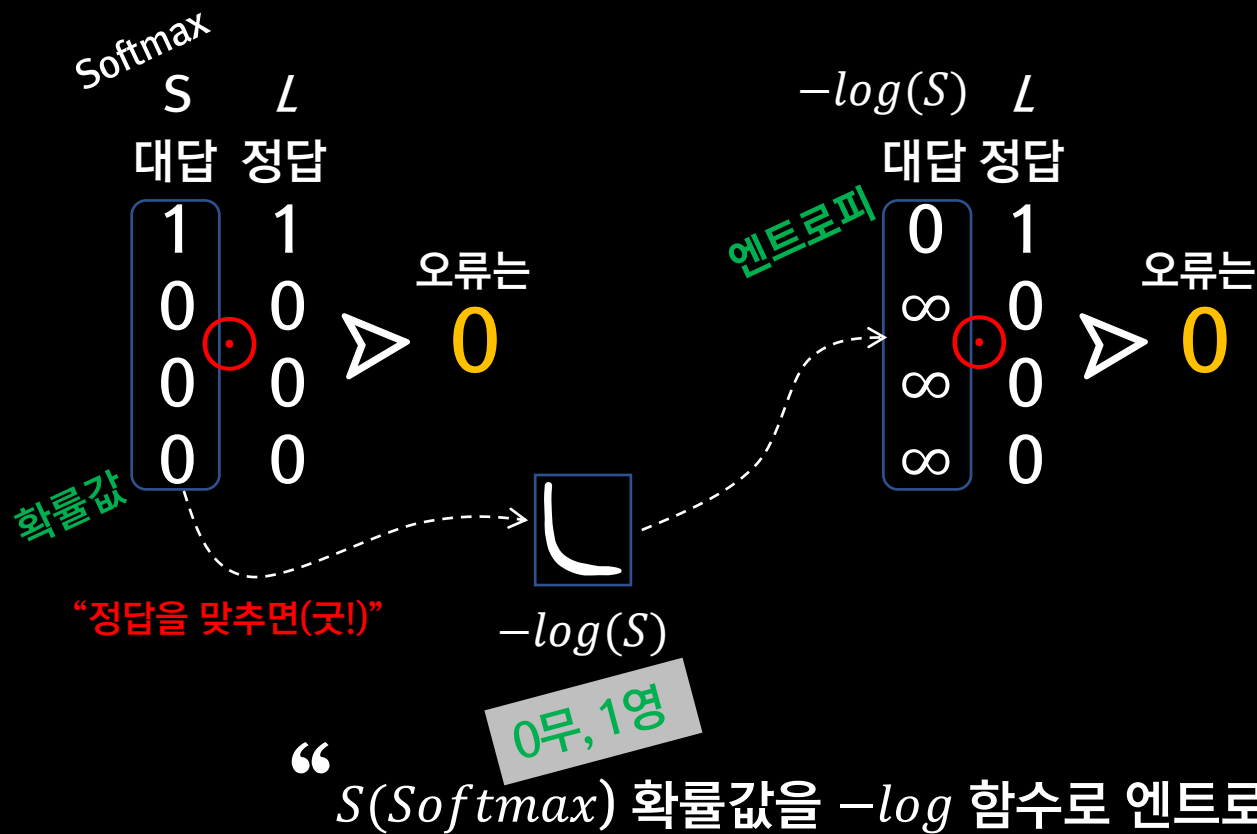 Softmax
S L
대답 정답
1 1
0 0
0 0
0 0
오류는
0
확률값
"정답을 맞추면(굿!)"
−log(S)
0무, 1영
엔트로피
−log(S) L
대답 정답
0 1
∞ 0
∞ 0
∞ 0
오류는
0
“
S(Softmax) 확률값을 −log 함수로 엔트로